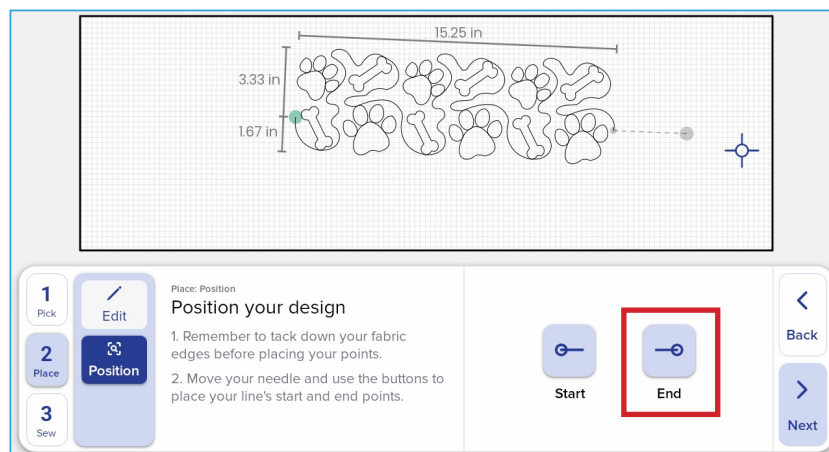 15.25 in
3.33 in
1.67 in
1
Pick
2
Place
3
Sew
Edit
Position
Place: Position
Position your design
1. Remember to tack down your fabric
edges before placing your points.
2. Move your needle and use the buttons to
place your line's start and end points.
Start
End
Back
Next